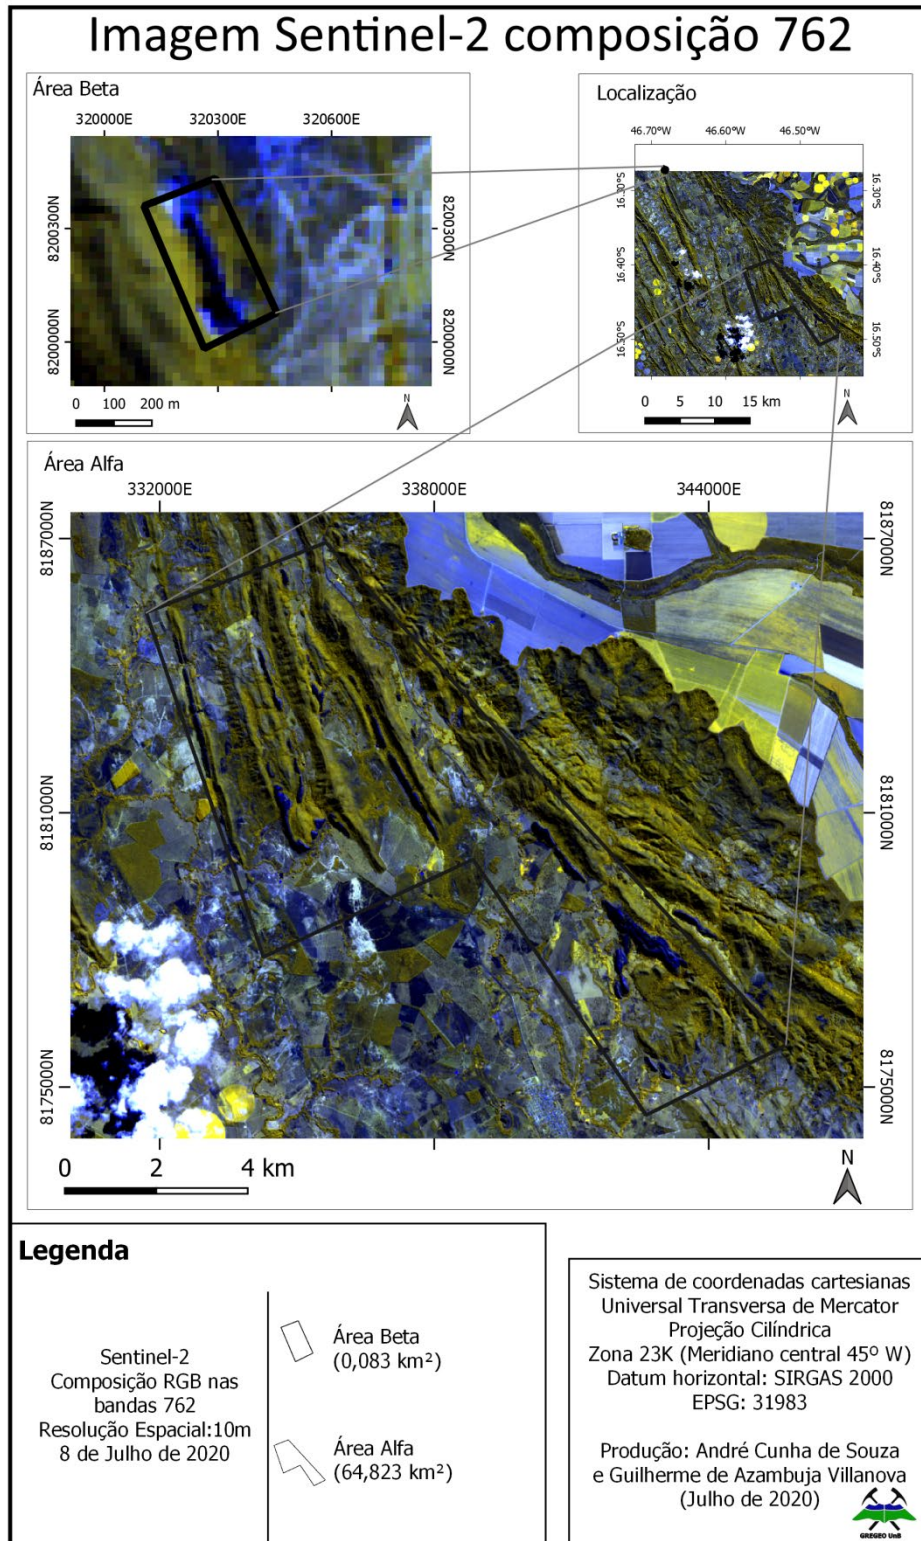 Imagem Sentinel-2 composição 762
Área Beta
320000E 320300E 320600E
8200300N
8200000N
8200300N
8200000N
0 100 200 m
N
Localização
46.70°W 46.60°W 46.50°W
16.30°S
16.40°S
16.50°S
16.30°S
16.40°S
16.50°S
0 5 10 15 km
N
Área Alfa
332000E 338000E 344000E
8187000N
8181000N
8175000N
8187000N
8181000N
8175000N
0 2 4 km
N
Legenda
Sentinel-2
Composição RGB nas
bandas 762
Resolução Espacial:10m
8 de Julho de 2020
Área Beta
(0,083 km²)
Área Alfa
(64,823 km²)
Sistema de coordenadas cartesianas
Universal Transversa de Mercator
Projeção Cilíndrica
Zona 23K (Meridiano central 45º W)
Datum horizontal: SIRGAS 2000
EPSG: 31983
Produção: André Cunha de Souza
e Guilherme de Azambuja Villanova
(Julho de 2020)
GREGEO UnB